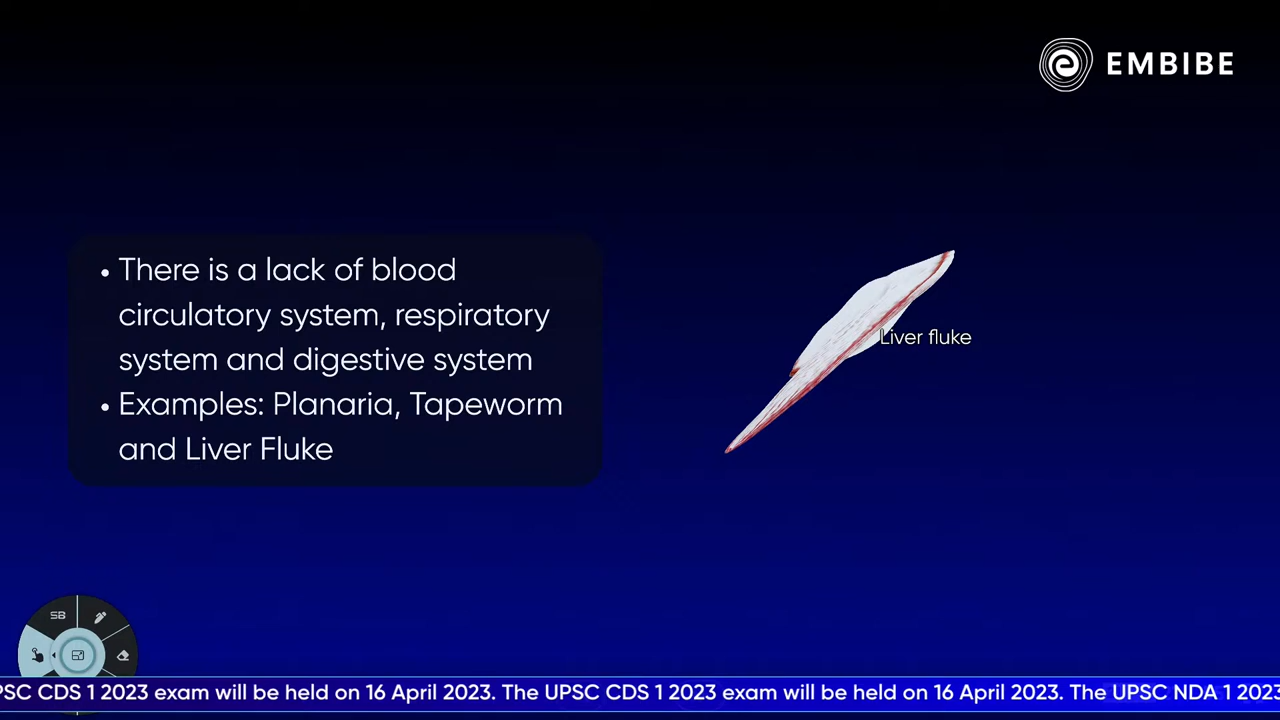 EMBIBE
• There is a lack of blood
circulatory system, respiratory
system and digestive system
• Examples: Planaria, Tapeworm
and Liver Fluke
Liver fluke
SB
PSC CDS 1 2023 exam will be held on 16 April 2023. The UPSC CDS 1 2023 exam will be held on 16 April 2023. The UPSC NDA 1 2023